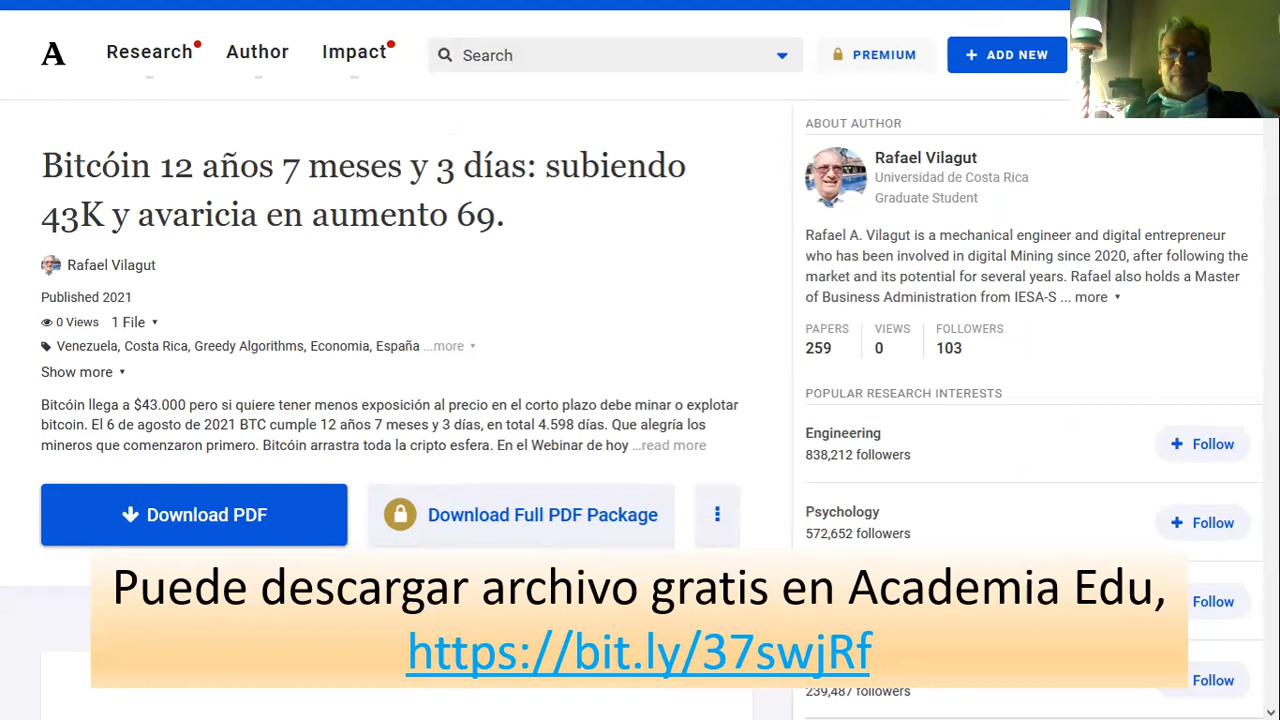 A
Research
Author
Impact
Search
PREMIUM
+ ADD NEW
Bitcóin 12 años 7 meses y 3 días: subiendo
43K y avaricia en aumento 69.
Rafael Vilagut
Published 2021
0 Views 1 File
Venezuela, Costa Rica, Greedy Algorithms, Economia, España ...more
Show more
Bitcóin llega a $43.000 pero si quiere tener menos exposición al precio en el corto plazo debe minar o explotar
bitcoin. El 6 de agosto de 2021 BTC cumple 12 años 7 meses y 3 días, en total 4.598 días. Que alegría los
mineros que comenzaron primero. Bitcóin arrastra toda la cripto esfera. En el Webinar de hoy ...read more
Download PDF
Download Full PDF Package
ABOUT AUTHOR
Rafael Vilagut
Universidad de Costa Rica
Graduate Student
Rafael A. Vilagut is a mechanical engineer and digital entrepreneur
who has been involved in digital Mining since 2020, after following the
market and its potential for several years. Rafael also holds a Master
of Business Administration from IESA-S ... more
PAPERS VIEWS FOLLOWERS
259 0 103
POPULAR RESEARCH INTERESTS
Engineering
838,212 followers
+ Follow
Psychology
572,652 followers
+ Follow
Follow
Follow
239,487 followers
Puede descargar archivo gratis en Academia Edu,
https://bit.ly/37swjRf